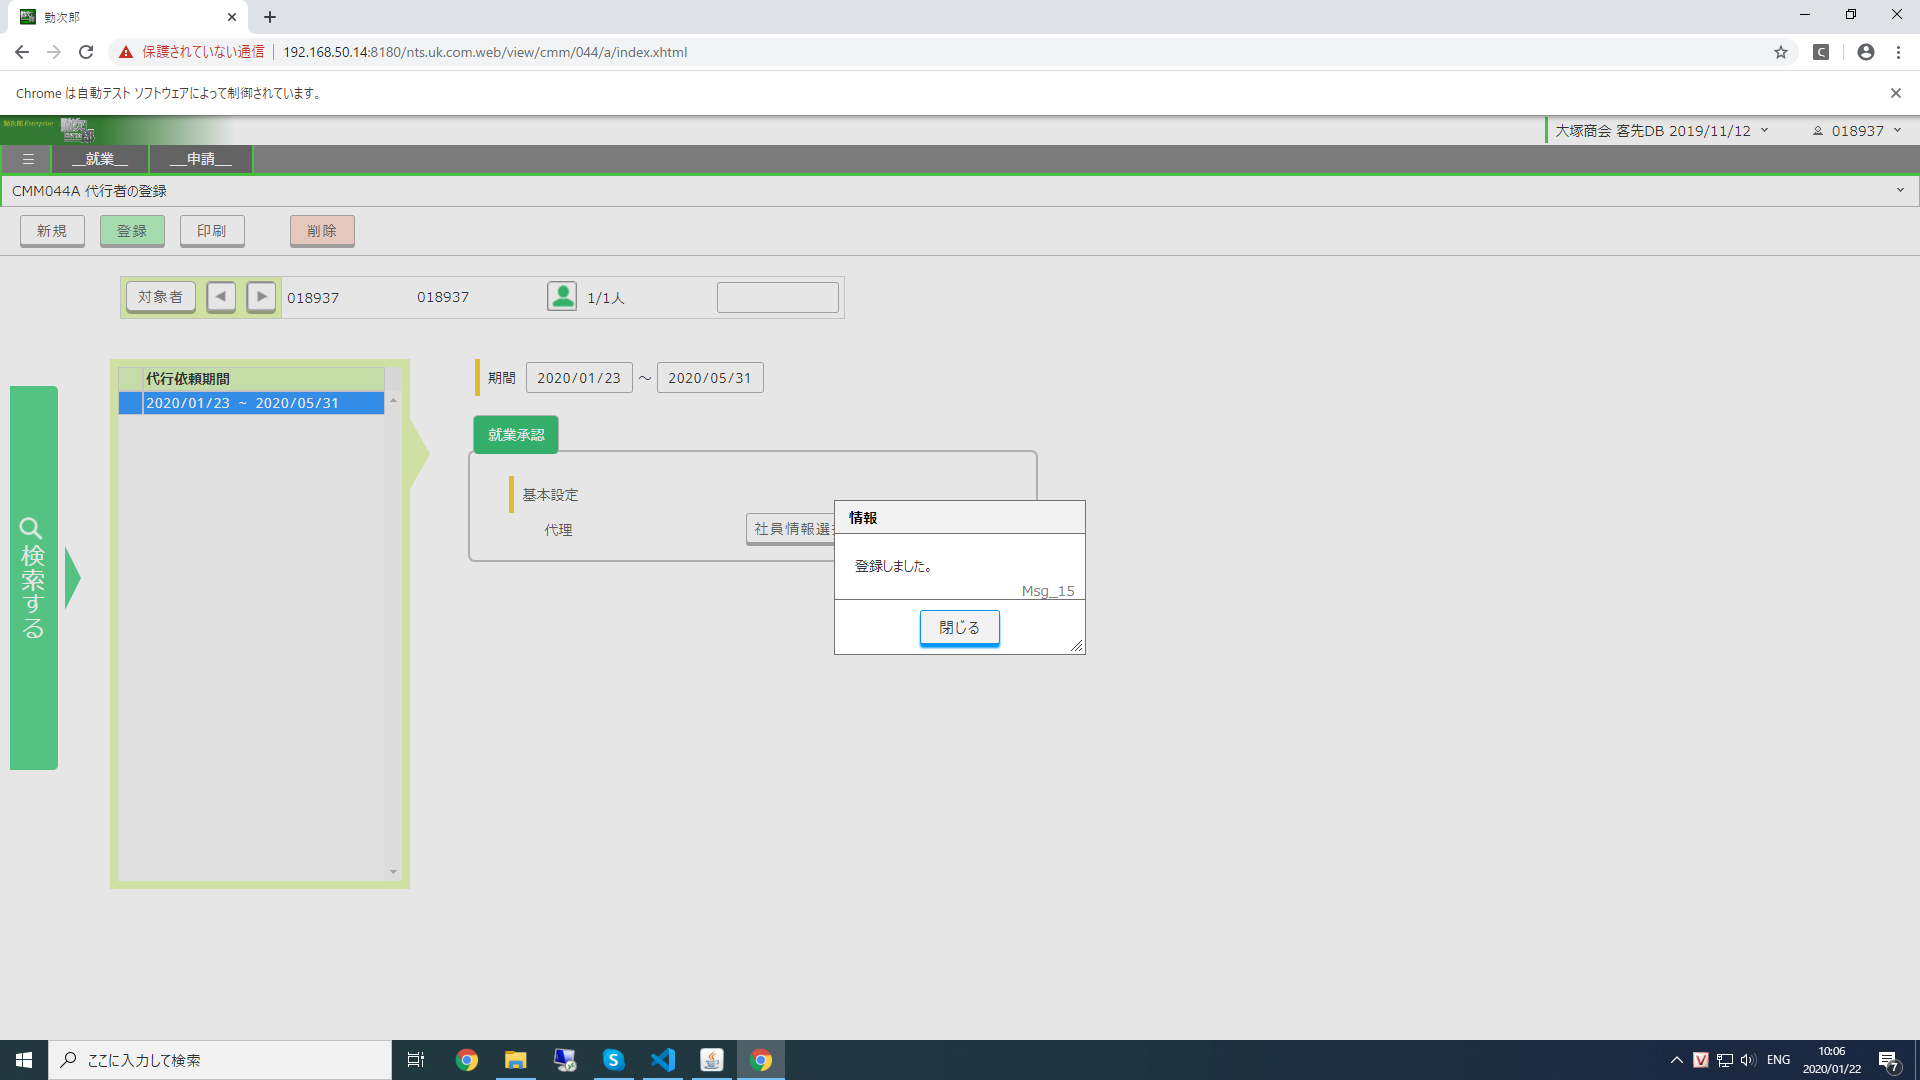 勤次郎
保護されていない通信
192.168.50.14:8180/nts.uk.com.web/view/cmm/044/a/index.xhtml
C
Chrome は自動テスト ソフトウェアによって制御されています。
勤次郎 Enterprise
大塚商会 客先DB 2019/11/12
018937
__就業__
__申請__
CMM044A 代行者の登録
新規
登録
印刷
削除
対象者
018937
018937
1/1人
代行依頼期間
2020/01/23 ~ 2020/05/31
期間
2020/01/23
～
2020/05/31
就業承認
基本設定
代理
社員情報選
検索する
情報
登録しました。
Msg_15
閉じる
ここに入力して検索
ENG
10:06
2020/01/22
7